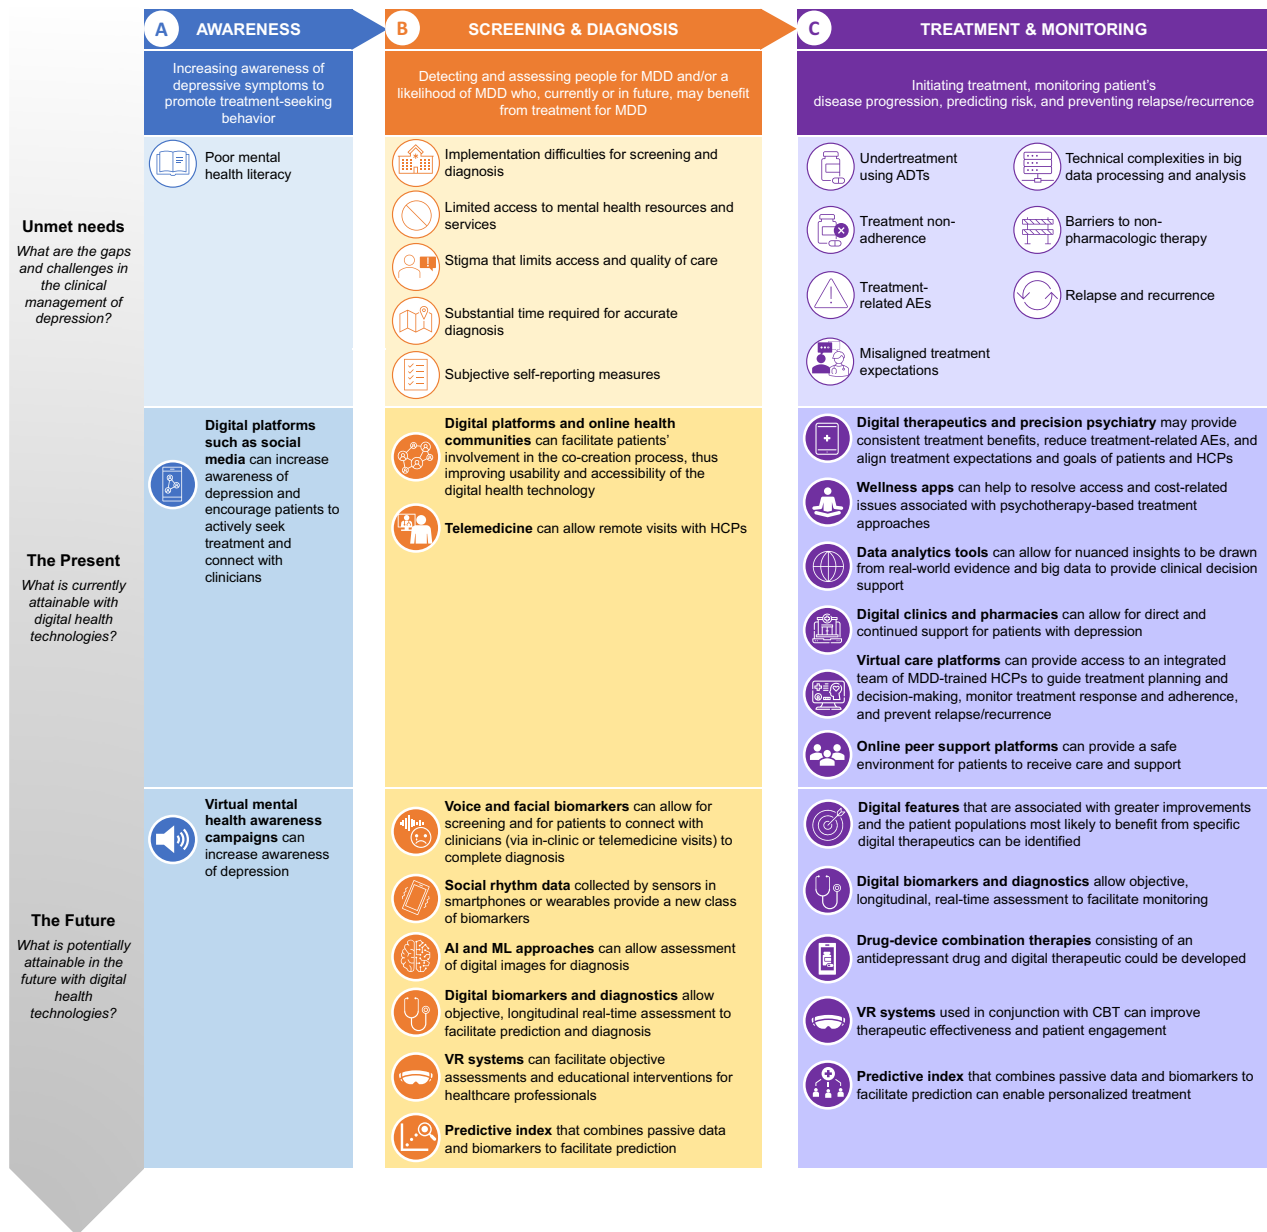 A AWARENESS
Increasing awareness of
depressive symptoms to
promote treatment-seeking
behavior
B SCREENING & DIAGNOSIS
Detecting and assessing people for MDD and/or a
likelihood of MDD who, currently or in future, may benefit
from treatment for MDD
C TREATMENT & MONITORING
Initiating treatment, monitoring patient's
disease progression, predicting risk, and preventing relapse/recurrence
Unmet needs
What are the gaps
and challenges in
the clinical
management of
depression?
Poor mental
health literacy
Implementation difficulties for screening and
diagnosis
Limited access to mental health resources and
services
Stigma that limits access and quality of care
Substantial time required for accurate
diagnosis
Subjective self-reporting measures
Undertreatment
using ADTs
Treatment non-
adherence
Treatment-
related AEs
Misaligned treatment
expectations
Technical complexities in big
data processing and analysis
Barriers to non-
pharmacologic therapy
Relapse and recurrence
The Present
What is currently
attainable with
digital health
technologies?
Digital platforms
such as social
media can increase
awareness of
depression and
encourage patients to
actively seek
treatment and
connect with
clinicians
Digital platforms and online health
communities can facilitate patients'
involvement in the co-creation process, thus
improving usability and accessibility of the
digital health technology
Telemedicine can allow remote visits with HCPs
Digital therapeutics and precision psychiatry may provide
consistent treatment benefits, reduce treatment-related AEs, and
align treatment expectations and goals of patients and HCPs
Wellness apps can help to resolve access and cost-related
issues associated with psychotherapy-based treatment
approaches
Data analytics tools can allow for nuanced insights to be drawn
from real-world evidence and big data to provide clinical decision
support
Digital clinics and pharmacies can allow for direct and
continued support for patients with depression
Virtual care platforms can provide access to an integrated
team of MDD-trained HCPs to guide treatment planning and
decision-making, monitor treatment response and adherence,
and prevent relapse/recurrence
Online peer support platforms can provide a safe
environment for patients to receive care and support
The Future
What is potentially
attainable in the
future with digital
health
technologies?
Virtual mental
health awareness
campaigns can
increase awareness
of depression
Voice and facial biomarkers can allow for
screening and for patients to connect with
clinicians (via in-clinic or telemedicine visits) to
complete diagnosis
Social rhythm data collected by sensors in
smartphones or wearables provide a new class
of biomarkers
AI and ML approaches can allow assessment
of digital images for diagnosis
Digital biomarkers and diagnostics allow
objective, longitudinal real-time assessment to
facilitate prediction and diagnosis
VR systems can facilitate objective
assessments and educational interventions for
healthcare professionals
Predictive index that combines passive data
and biomarkers to facilitate prediction
Digital features that are associated with greater improvements
and the patient populations most likely to benefit from specific
digital therapeutics can be identified
Digital biomarkers and diagnostics allow objective,
longitudinal, real-time assessment to facilitate monitoring
Drug-device combination therapies consisting of an
antidepressant drug and digital therapeutic could be developed
VR systems used in conjunction with CBT can improve
therapeutic effectiveness and patient engagement
Predictive index that combines passive data and biomarkers to
facilitate prediction can enable personalized treatment